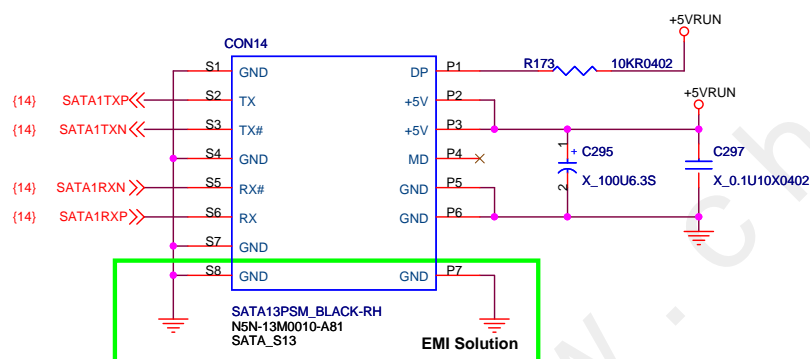 +5VRUN
CON14
R173 10KR0402
S1 GND DP P1
{14} SATA1TXP S2 TX +5V P2
+5VRUN
{14} SATA1TXN S3 TX# +5V P3
S4 GND MD P4
1 + C295 C297
{14} SATA1RXN S5 RX# GND P5
2 X_100U6.3S X_0.1U10X0402
{14} SATA1RXP S6 RX GND P6
S7 GND
S8 GND GND P7
SATA13PSM_BLACK-RH
N5N-13M0010-A81
SATA_S13
EMI Solution
w . c h